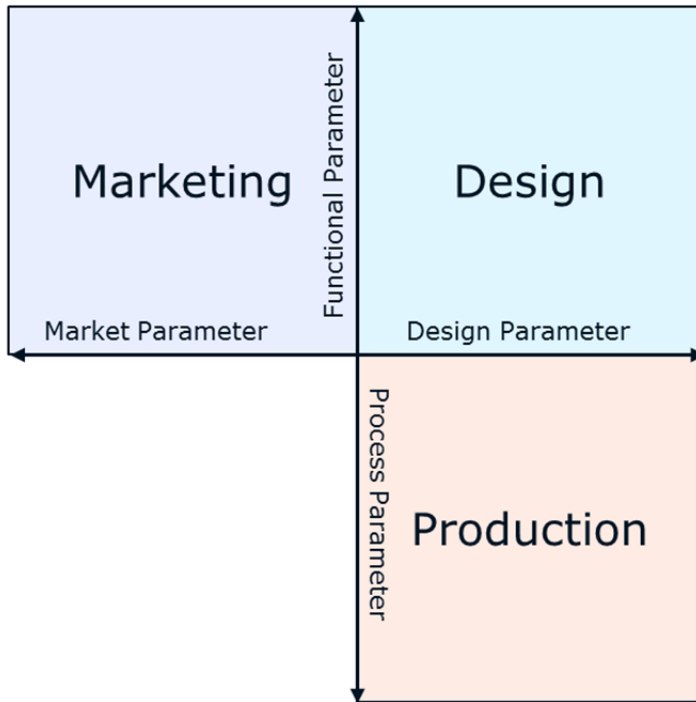 Marketing
Functional Parameter
Design
Market Parameter
Design Parameter
Process Parameter
Production